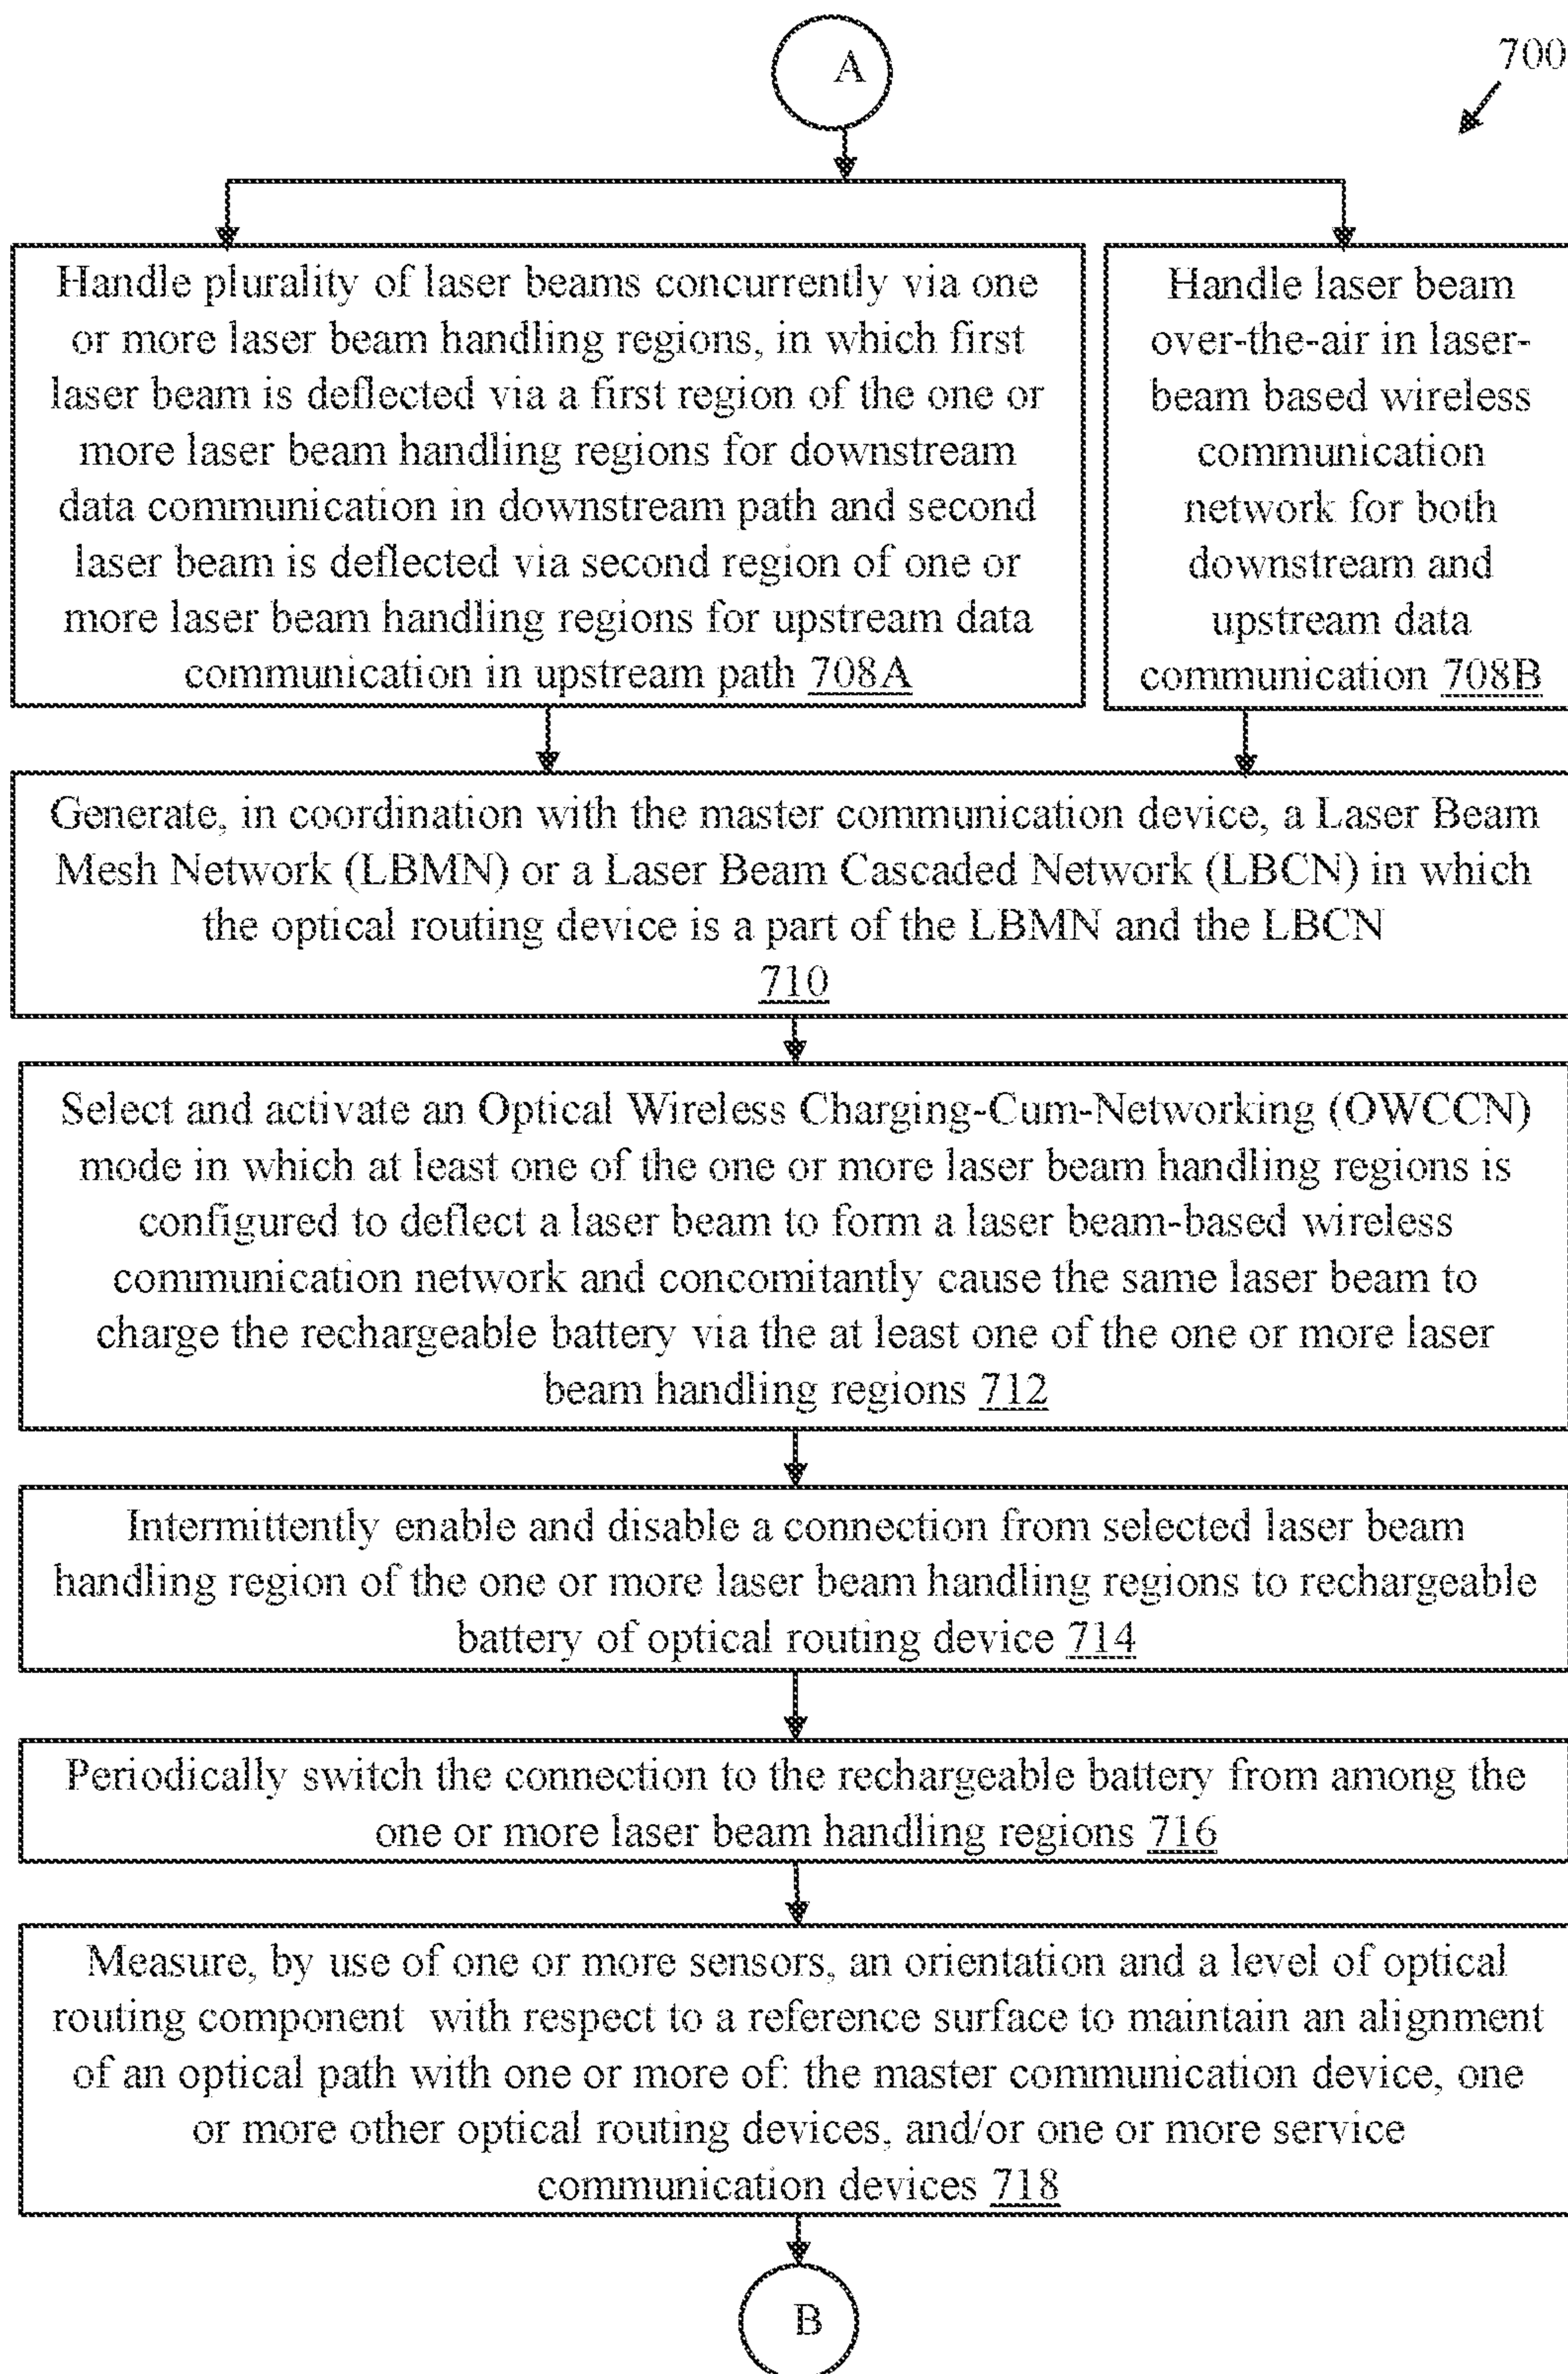 A
700
Handle plurality of laser beams concurrently via one
or more laser beam handling regions, in which first
laser beam is deflected via a first region of the one or
more laser beam handling regions for downstream
data communication in downstream path and second
laser beam is deflected via second region of one or
more laser beam handling regions for upstream data
communication in upstream path 708A
Handle laser beam
over-the-air in laser-
beam based wireless
communication
network for both
downstream and
upstream data
communication 708B
Generate, in coordination with the master communication device, a Laser Beam
Mesh Network (LBMN) or a Laser Beam Cascaded Network (LBCN) in which
the optical routing device is a part of the LBMN and the LBCN
710
Select and activate an Optical Wireless Charging-Cum-Networking (OWCCN)
mode in which at least one of the one or more laser beam handling regions is
configured to deflect a laser beam to form a laser beam-based wireless
communication network and concomitantly cause the same laser beam to
charge the rechargeable battery via the at least one of the one or more laser
beam handling regions 712
Intermittently enable and disable a connection from selected laser beam
handling region of the one or more laser beam handling regions to rechargeable
battery of optical routing device 714
Periodically switch the connection to the rechargeable battery from among the
one or more laser beam handling regions 716
Measure, by use of one or more sensors, an orientation and a level of optical
routing component with respect to a reference surface to maintain an alignment
of an optical path with one or more of: the master communication device, one
or more other optical routing devices, and/or one or more service
communication devices 718
B